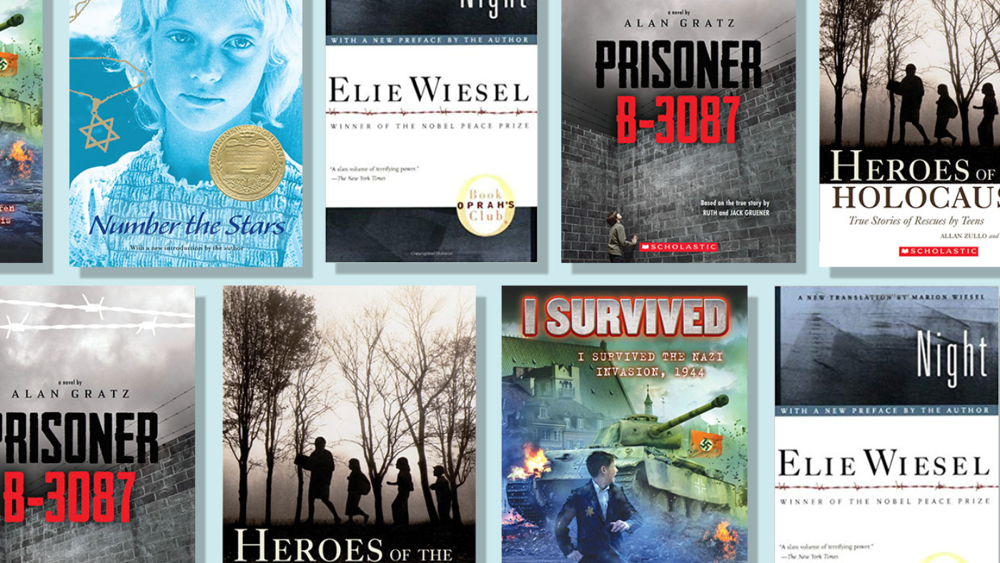 ren
is
Number the Stars
With a new introduction by the author
Night
WITH A NEW PREFACE BY THE AUTHOR
ELIE WIESEL
WINNER OF THE NOBEL PEACE PRIZE
"A slim volume of terrifying power."
—The New York Times
Book
OPRAH'S
Club
a novel by
ALAN GRATZ
PRISONER
B-3087
Based on the true story by
RUTH and JACK GRUENER
SCHOLASTIC
HEROES OF
HOLOCAUS
True Stories of Rescues by Teens
ALLAN ZULLO and
SCHOLASTIC
a novel by
ALAN GRATZ
PRISONER
B-3087
HEROES OF THE
I SURVIVED
I SURVIVED THE NAZI
INVASION, 1944
A NEW TRANSLATION BY MARION WIESEL
Night
WITH A NEW PREFACE BY THE AUTHOR
ELIE WIESEL
WINNER OF THE NOBEL PEACE PRIZE
"A slim volume of terrifying power."
—The New York Times